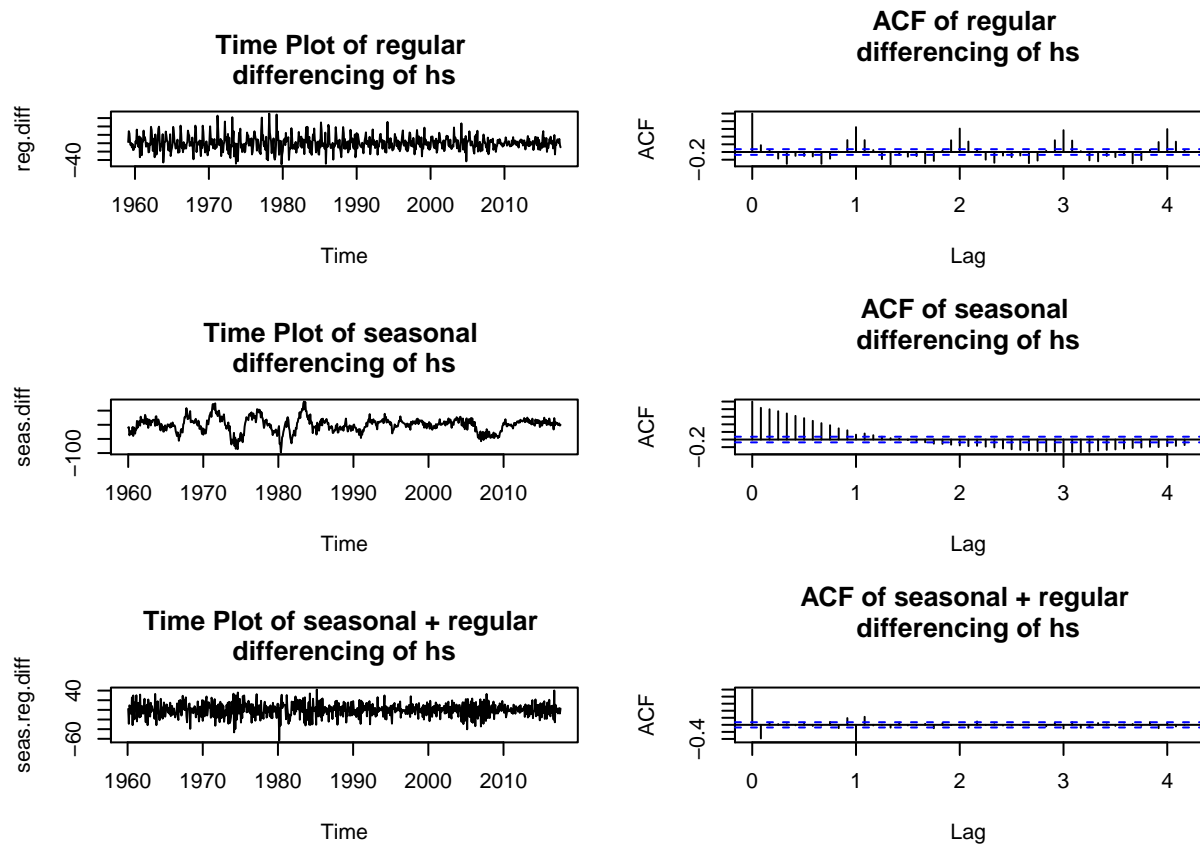 Time Plot of regular
differencing of hs
reg.diff
−40
1960 1970 1980 1990 2000 2010
Time
ACF of regular
differencing of hs
ACF
−0.2
0 1 2 3 4
Lag
Time Plot of seasonal
differencing of hs
seas.diff
−100
1960 1970 1980 1990 2000 2010
Time
ACF of seasonal
differencing of hs
ACF
−0.2
0 1 2 3 4
Lag
Time Plot of seasonal + regular
differencing of hs
seas.reg.diff
−60 40
1960 1970 1980 1990 2000 2010
Time
ACF of seasonal + regular
differencing of hs
ACF
−0.4
0 1 2 3 4
Lag